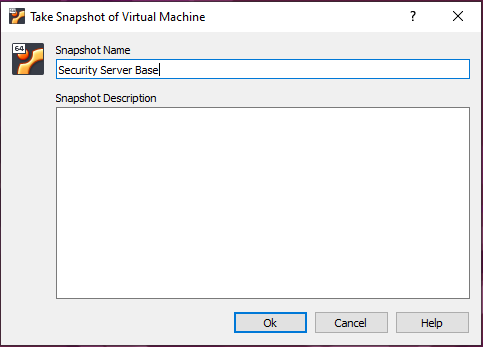 Take Snapshot of Virtual Machine
?
64
Snapshot Name
Security Server Base
Snapshot Description
Ok
Cancel
Help